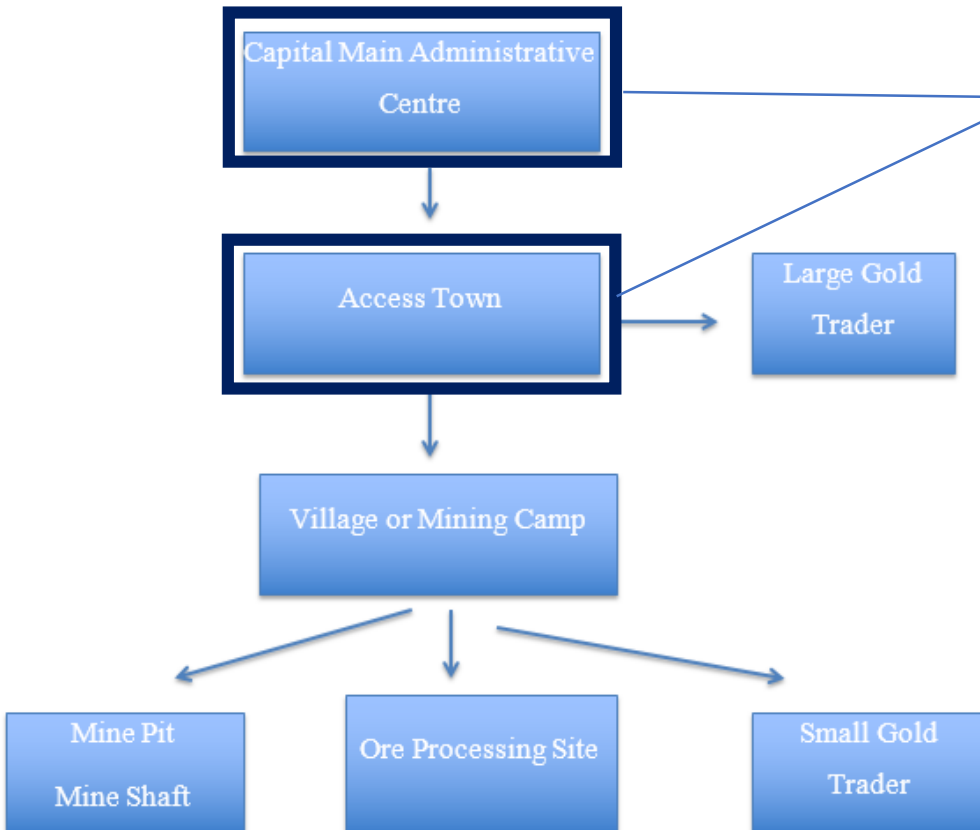 Capital Main Administrative
Centre
Access Town
Large Gold
Trader
Village or Mining Camp
Mine Pit
Mine Shaft
Ore Processing Site
Small Gold
Trader